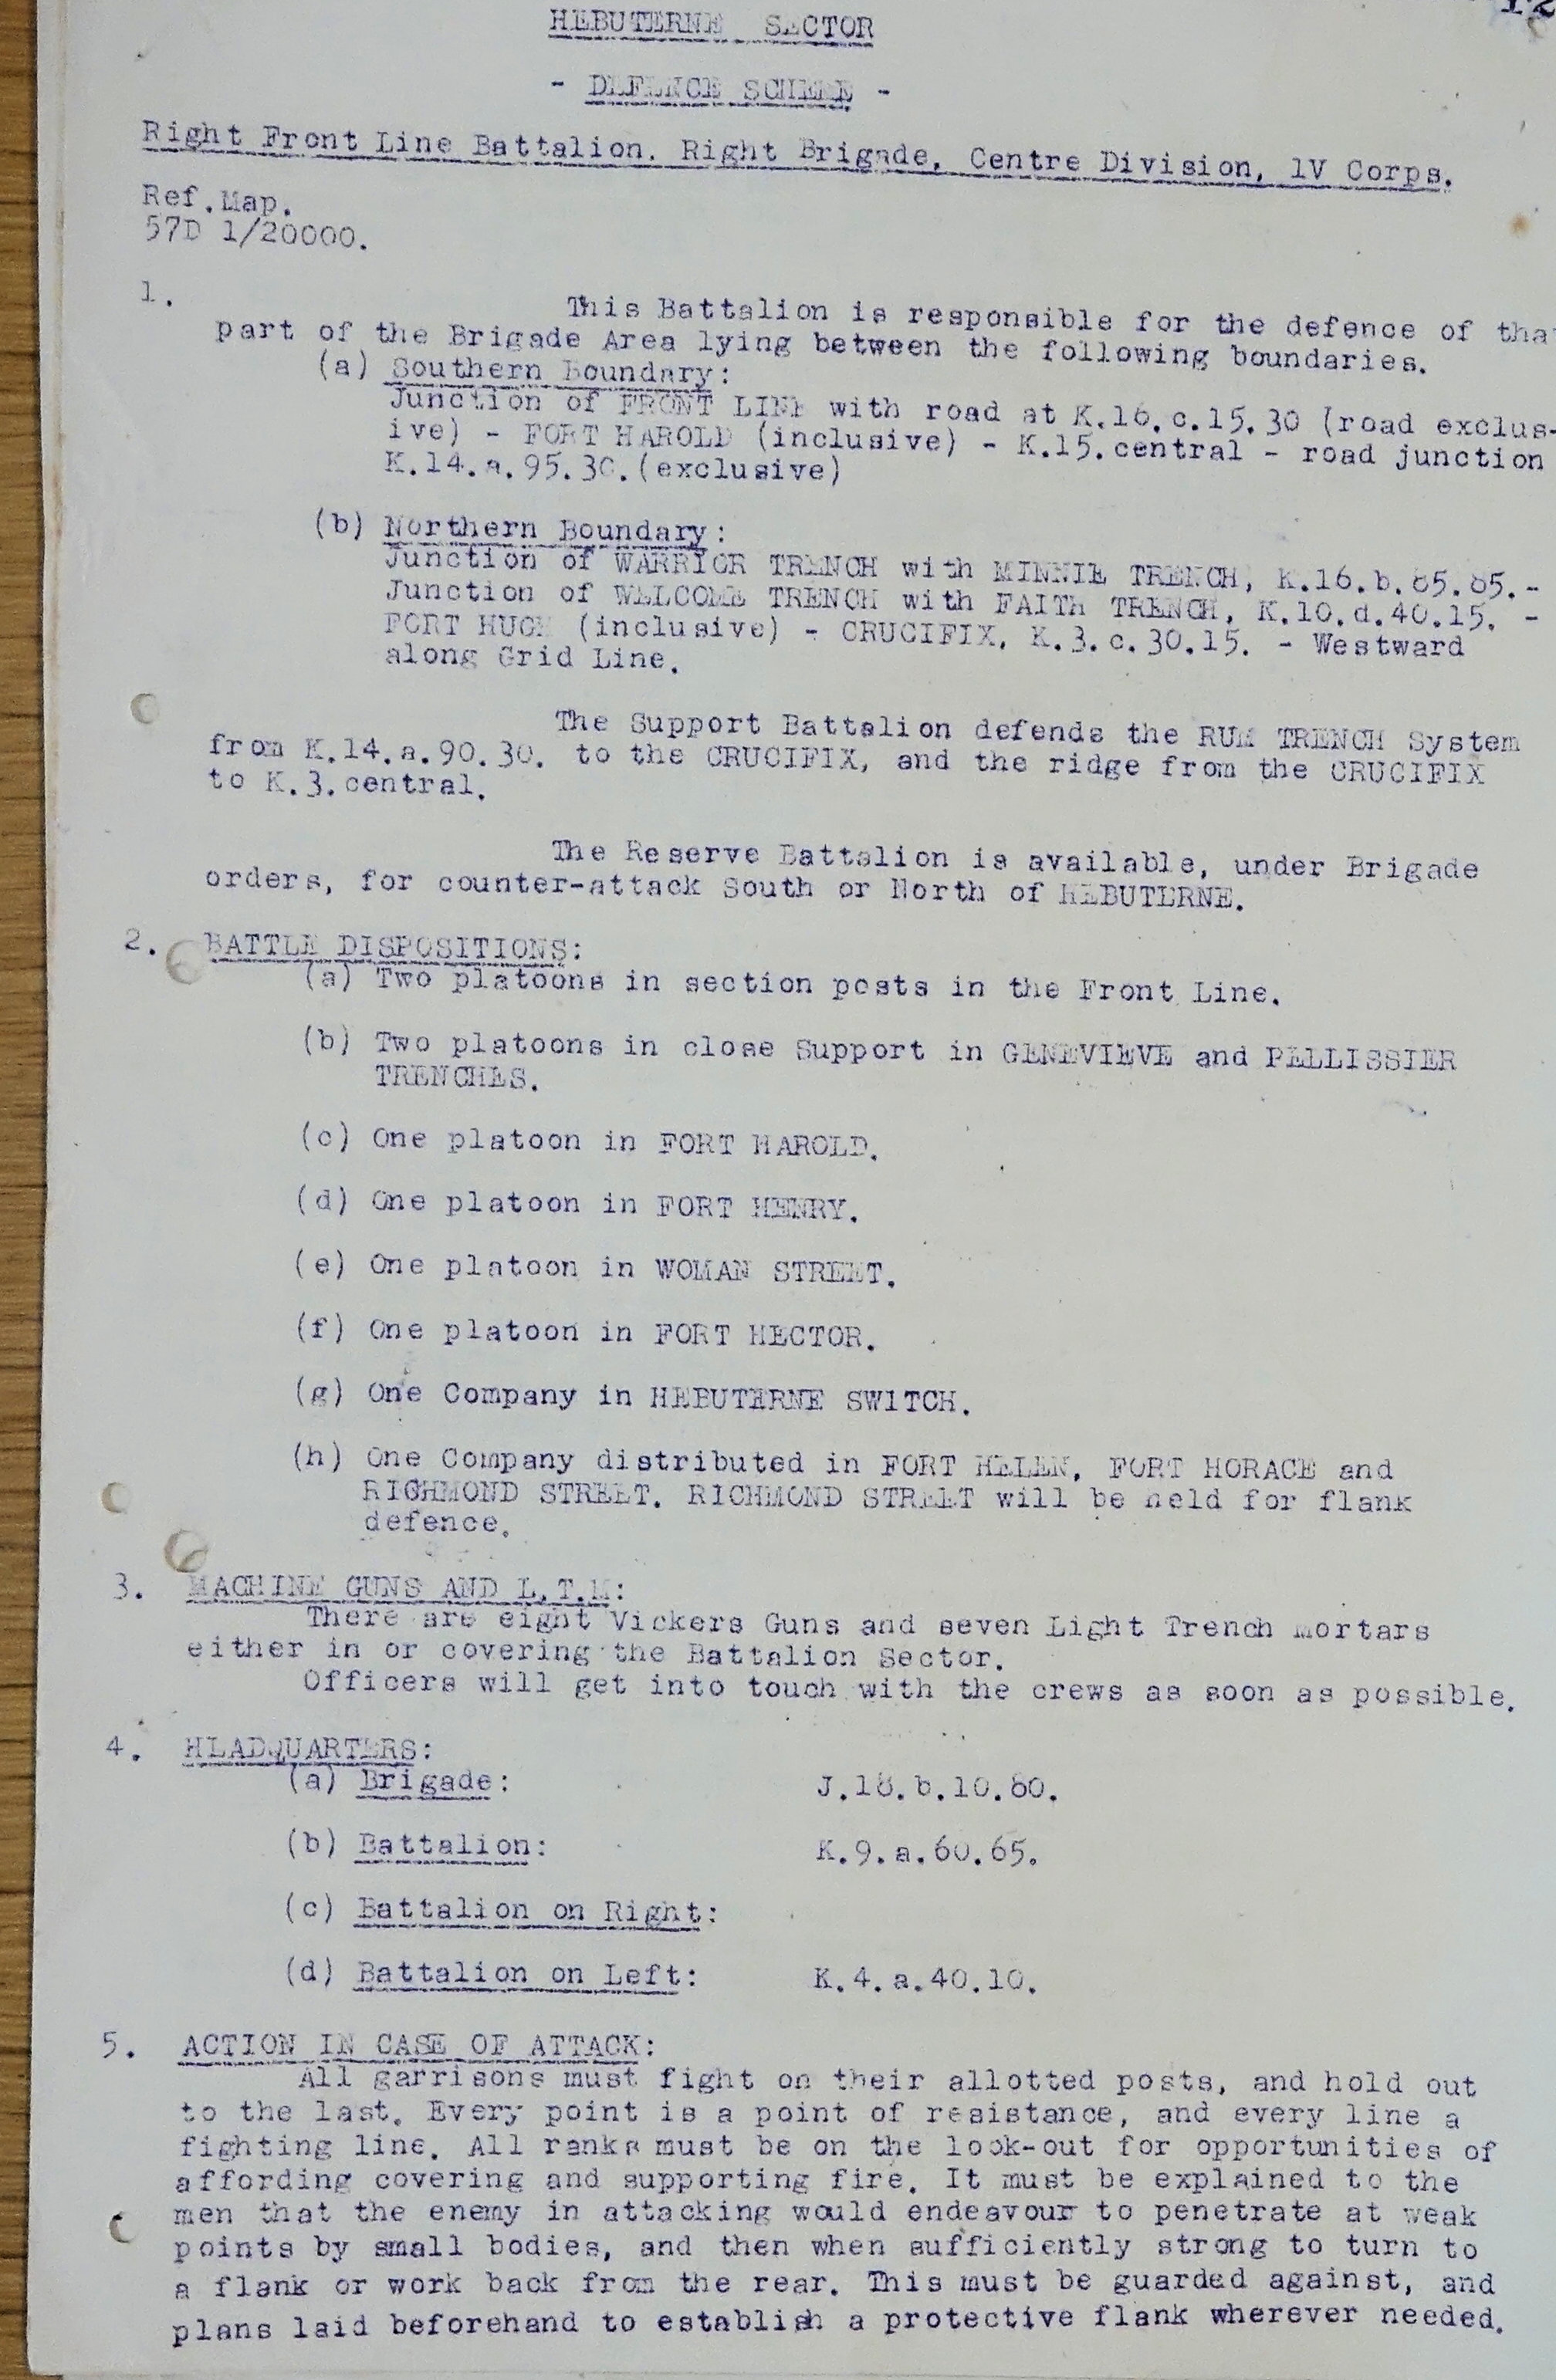 HEBUTERNE SECTOR
- DEFENCE SCHEME -
Right Front Line Battalion. Right Brigade, Centre Division, 1V Corps.
Ref.Map.
57D 1/20000.
1.
This Battalion is responsible for the defence of tha
part of the Brigade Area lying between the following boundaries.
(a) Southern Boundary:
Junction of FRONT LINE with road at K.16.c.15.30 (road exclus-
ive) - FORT HAROLD (inclusive) - K.15.central - road junction
K.14.a.95.30.(exclusive)
(b) Northern Boundary:
Junction of WARRIOR TRENCH with MINNIE TRENCH, K.16.b.85.85.-
Junction of WELCOME TRENCH with FAITH TRENCH, K.10.d.40.15. -
FORT HUGH (inclusive) - CRUCIFIX, K.3.c.30.15. - Westward
along Grid Line.
The Support Battalion defends the RUM TRENCH System
from K.14.a.90.30. to the CRUCIFIX, and the ridge from the CRUCIFIX
to K.3.central.
The Reserve Battalion is available, under Brigade
orders, for counter-attack South or North of HEBUTERNE.
2. BATTLE DISPOSITIONS:
(a) Two platoons in section posts in the Front Line.
(b) Two platoons in close Support in GENEVIEVE and PELLISSIER
TRENCHES.
(c) One platoon in FORT HAROLD.
(d) One platoon in FORT HENRY.
(e) One platoon in WOMAN STREET.
(f) One platoon in FORT HECTOR.
(g) One Company in HEBUTERNE SW1TCH.
(h) One Company distributed in FORT HELEN, FORT HORACE and
RIGHMOND STREET. RICHMOND STREET will be held for flank
defence.
3. MACHINE GUNS AND L.T.M:
There are eight Vickers Guns and seven Light Trench Mortars
either in or covering the Battalion Sector.
Officers will get into touch with the crews as soon as possible.
4. HEADQUARTERS:
(a) Brigade: J.18.b.10.80.
(b) Battalion: K.9.a.60.65.
(c) Battalion on Right:
(d) Battalion on Left: K.4.a.40.10.
5. ACTION IN CASE OF ATTACK:
All garrisons must fight on their allotted posts, and hold out
to the last. Every point is a point of resistance, and every line a
fighting line. All ranks must be on the look-out for opportunities of
affording covering and supporting fire. It must be explained to the
men that the enemy in attacking would endeavour to penetrate at weak
points by small bodies, and then when sufficiently strong to turn to
a flank or work back from the rear. This must be guarded against, and
plans laid beforehand to establish a protective flank wherever needed.